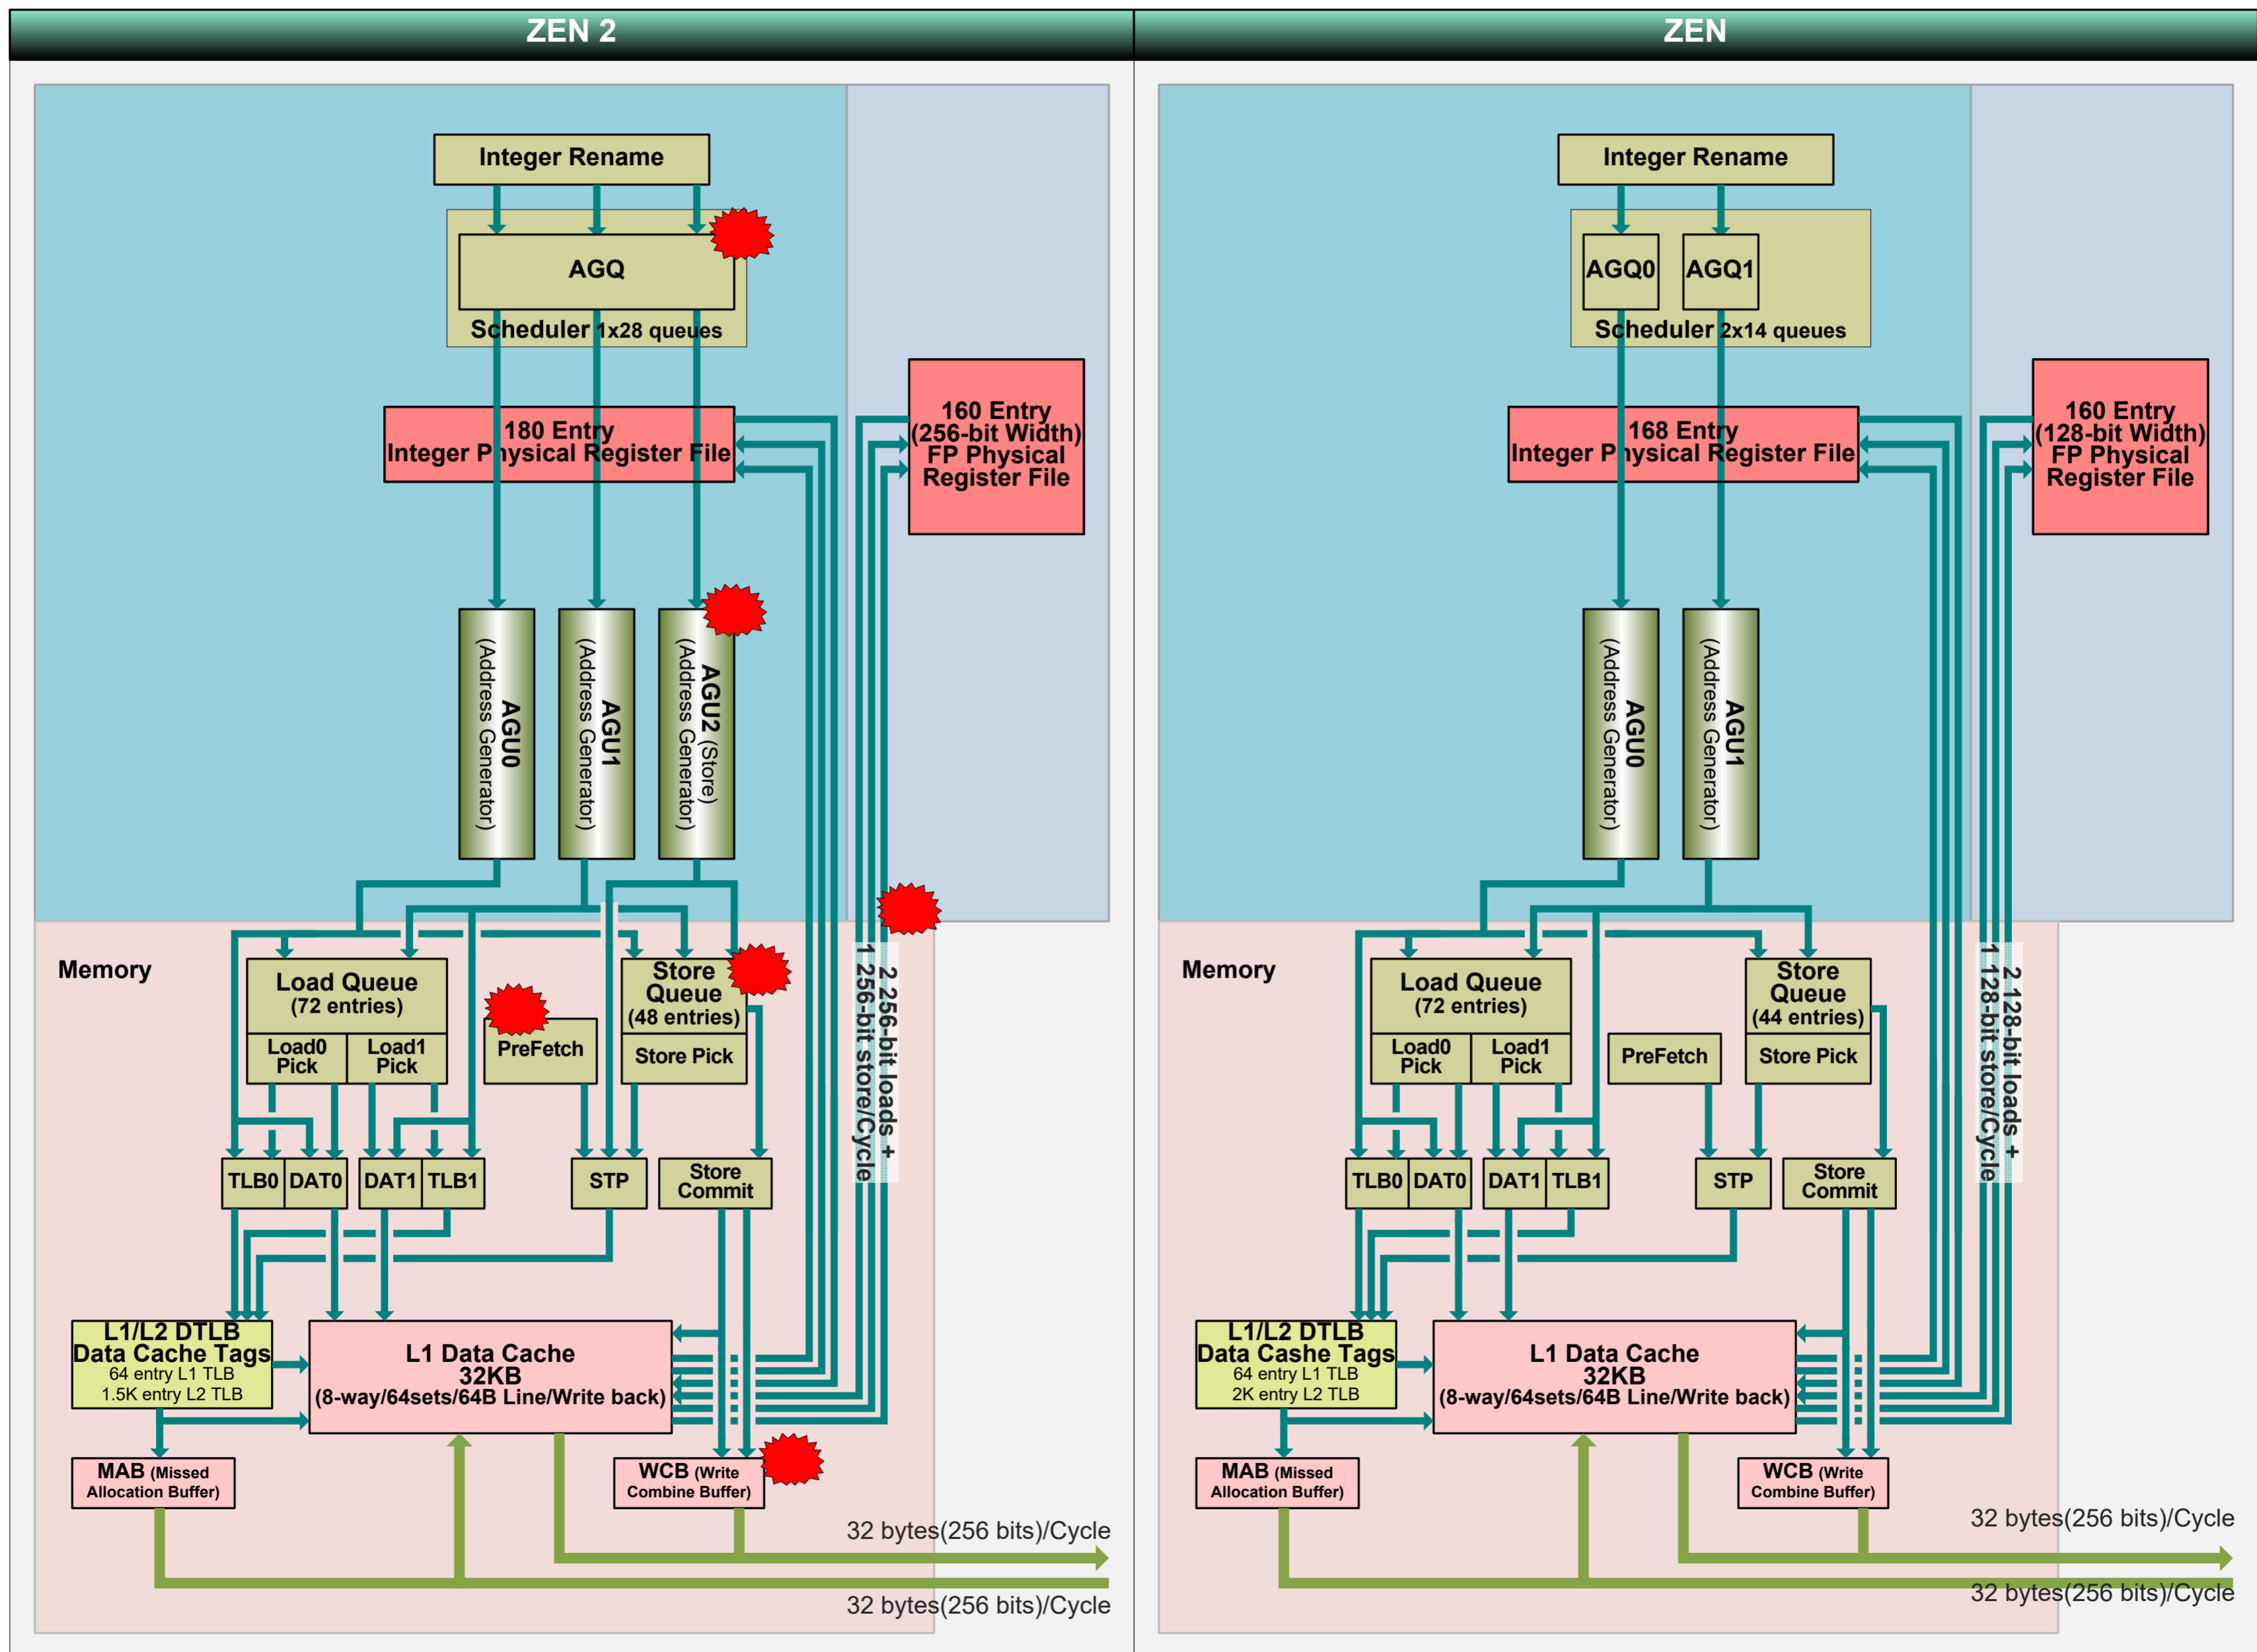 ZEN 2
Integer Rename
AGQ
Scheduler 1x28 queues
180 Entry
Integer Physical Register File
160 Entry
(256-bit Width)
FP Physical
Register File
AGU0
(Address Generator)
AGU1
(Address Generator)
AGU2 (Store)
(Address Generator)
Memory
Load Queue
(72 entries)
Load0
Pick
Load1
Pick
PreFetch
Store
Queue
(48 entries)
Store Pick
2 256-bit loads +
1 256-bit store/Cycle
TLB0
DAT0
DAT1
TLB1
STP
Store
Commit
L1/L2 DTLB
Data Cache Tags
64 entry L1 TLB
1.5K entry L2 TLB
L1 Data Cache
32KB
(8-way/64sets/64B Line/Write back)
MAB (Missed
Allocation Buffer)
WCB (Write
Combine Buffer)
32 bytes(256 bits)/Cycle
32 bytes(256 bits)/Cycle
ZEN
Integer Rename
AGQ0
AGQ1
Scheduler 2x14 queues
168 Entry
Integer Physical Register File
160 Entry
(128-bit Width)
FP Physical
Register File
AGU0
(Address Generator)
AGU1
(Address Generator)
Memory
Load Queue
(72 entries)
Load0
Pick
Load1
Pick
PreFetch
Store
Queue
(44 entries)
Store Pick
2 128-bit loads +
1 128-bit store/Cycle
TLB0
DAT0
DAT1
TLB1
STP
Store
Commit
L1/L2 DTLB
Data Cashe Tags
64 entry L1 TLB
2K entry L2 TLB
L1 Data Cache
32KB
(8-way/64sets/64B Line/Write back)
MAB (Missed
Allocation Buffer)
WCB (Write
Combine Buffer)
32 bytes(256 bits)/Cycle
32 bytes(256 bits)/Cycle